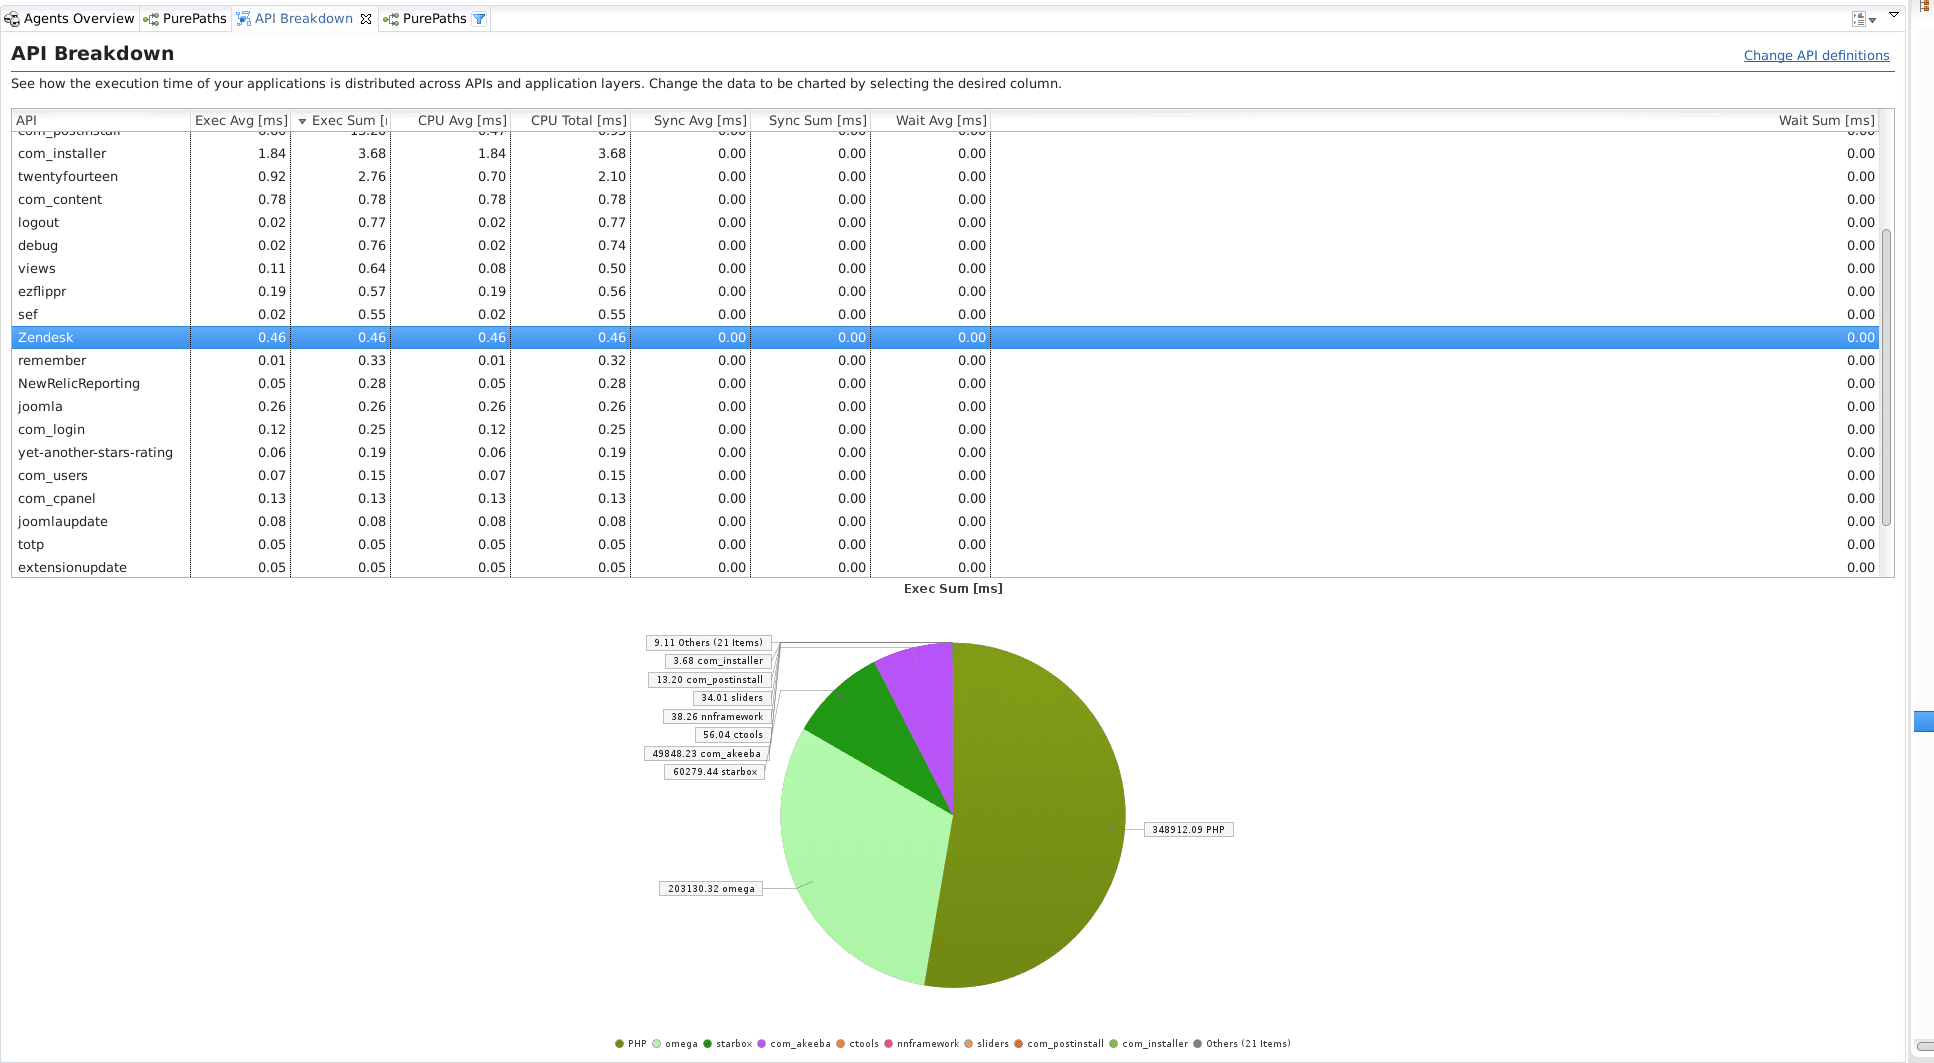 Agents Overview PurePaths API Breakdown PurePaths
API Breakdown
Change API definitions
See how the execution time of your applications is distributed across APIs and application layers. Change the data to be charted by selecting the desired column.
API Exec Avg [ms] Exec Sum [ CPU Avg [ms] CPU Total [ms] Sync Avg [ms] Sync Sum [ms] Wait Avg [ms] Wait Sum [ms]
com_postinstall 13.20 0.47 0.93 0.00 0.00 0.00 0.00
com_installer 1.84 3.68 1.84 3.68 0.00 0.00 0.00 0.00
twentyfourteen 0.92 2.76 0.70 2.10 0.00 0.00 0.00 0.00
com_content 0.78 0.78 0.78 0.78 0.00 0.00 0.00 0.00
logout 0.02 0.77 0.02 0.77 0.00 0.00 0.00 0.00
debug 0.02 0.76 0.02 0.74 0.00 0.00 0.00 0.00
views 0.11 0.64 0.08 0.50 0.00 0.00 0.00 0.00
ezflippr 0.19 0.57 0.19 0.56 0.00 0.00 0.00 0.00
sef 0.02 0.55 0.02 0.55 0.00 0.00 0.00 0.00
Zendesk 0.46 0.46 0.46 0.46 0.00 0.00 0.00 0.00
remember 0.01 0.33 0.01 0.32 0.00 0.00 0.00 0.00
NewRelicReporting 0.05 0.28 0.05 0.28 0.00 0.00 0.00 0.00
joomla 0.26 0.26 0.26 0.26 0.00 0.00 0.00 0.00
com_login 0.12 0.25 0.12 0.25 0.00 0.00 0.00 0.00
yet-another-stars-rating 0.06 0.19 0.06 0.19 0.00 0.00 0.00 0.00
com_users 0.07 0.15 0.07 0.15 0.00 0.00 0.00 0.00
com_cpanel 0.13 0.13 0.13 0.13 0.00 0.00 0.00 0.00
joomlaupdate 0.08 0.08 0.08 0.08 0.00 0.00 0.00 0.00
totp 0.05 0.05 0.05 0.05 0.00 0.00 0.00 0.00
extensionupdate 0.05 0.05 0.05 0.05 0.00 0.00 0.00 0.00
Exec Sum [ms]
9.11 Others (21 Items)
3.68 com_installer
13.20 com_postinstall
34.01 sliders
38.26 nnframework
56.04 ctools
49848.23 com_akeeba
60279.44 starbox
348912.09 PHP
203130.32 omega
PHP omega starbox com_akeeba ctools nnframework sliders com_postinstall com_installer Others (21 Items)